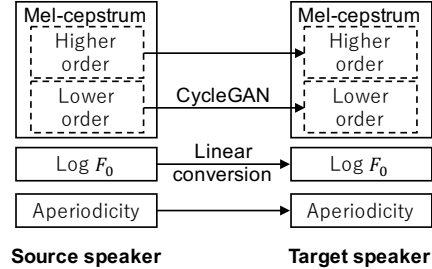 Mel-cepstrum
Mel-cepstrum
Higher
order
Higher
order
Lower
order
CycleGAN
Lower
order
Log F₀
Linear
conversion
Log F₀
Aperiodicity
Aperiodicity
Source speaker
Target speaker